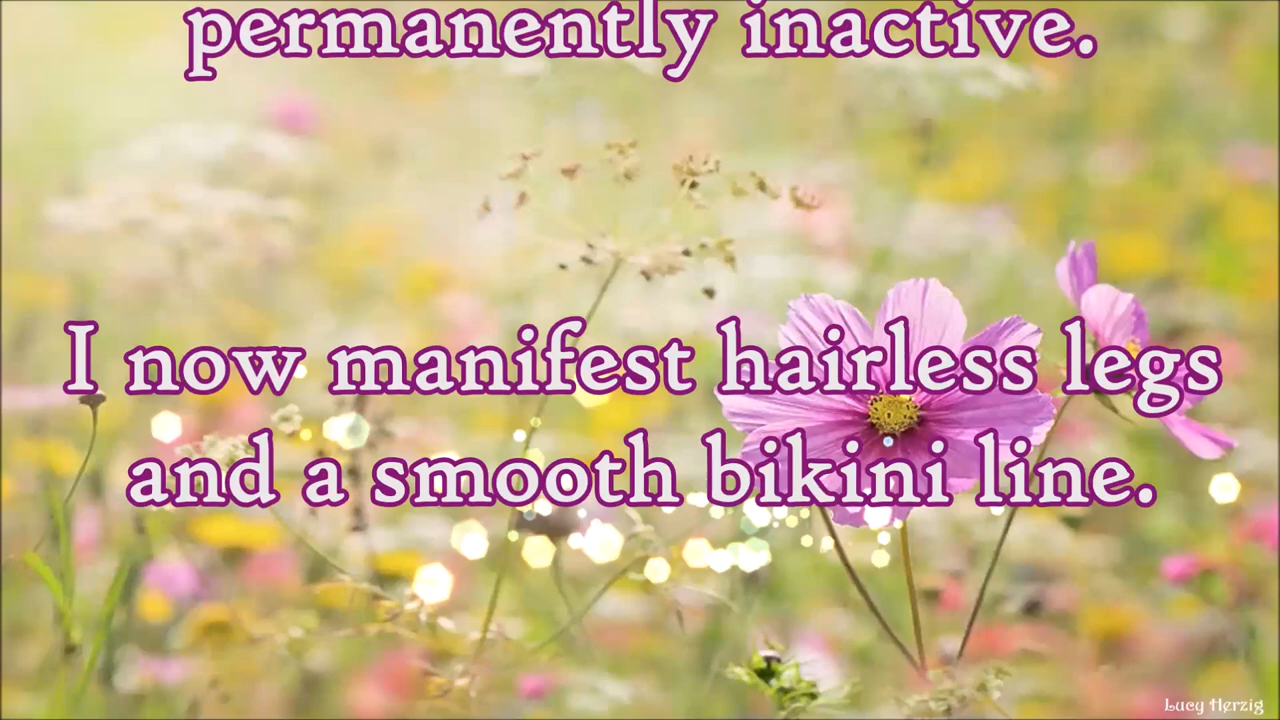 permanently inactive.
I now manifest hairless legs
and a smooth bikini line.
Lucy Herzig